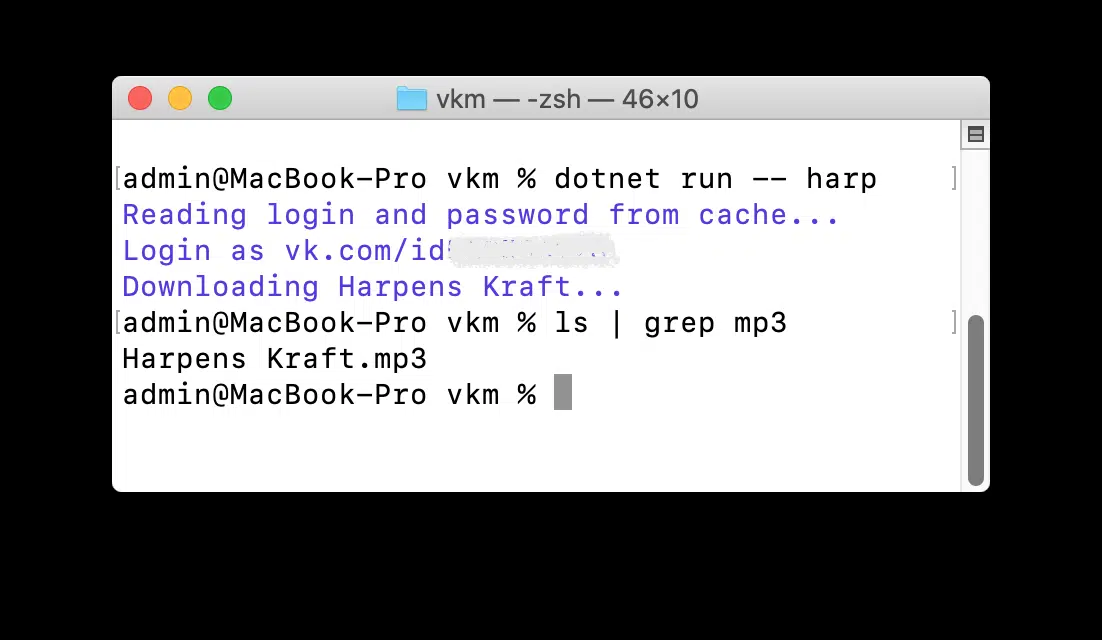 vkm — -zsh — 46×10
admin@MacBook-Pro vkm % dotnet run -- harp
Reading login and password from cache...
Login as vk.com/id
Downloading Harpens Kraft...
admin@MacBook-Pro vkm % ls | grep mp3
Harpens Kraft.mp3
admin@MacBook-Pro vkm %